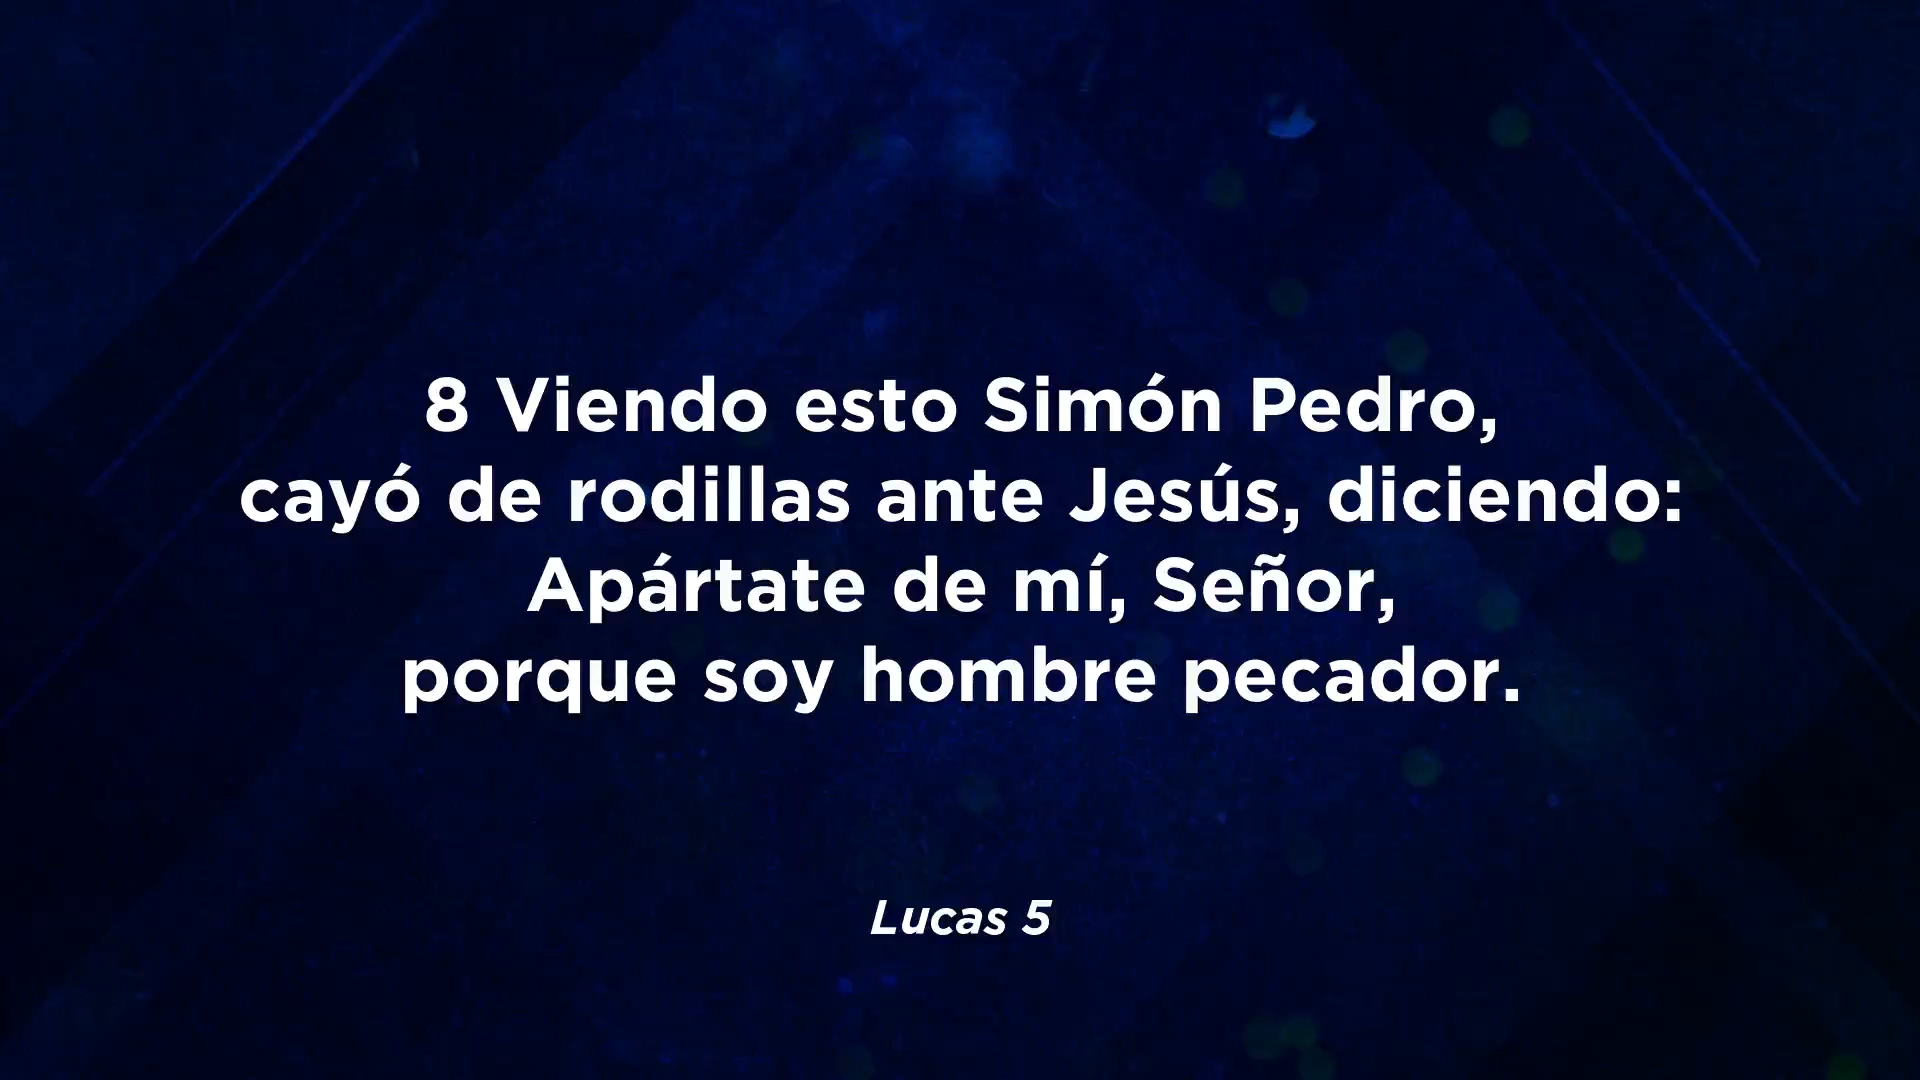 8 Viendo esto Simón Pedro,
cayó de rodillas ante Jesús, diciendo:
Apártate de mí, Señor,
porque soy hombre pecador.
Lucas 5